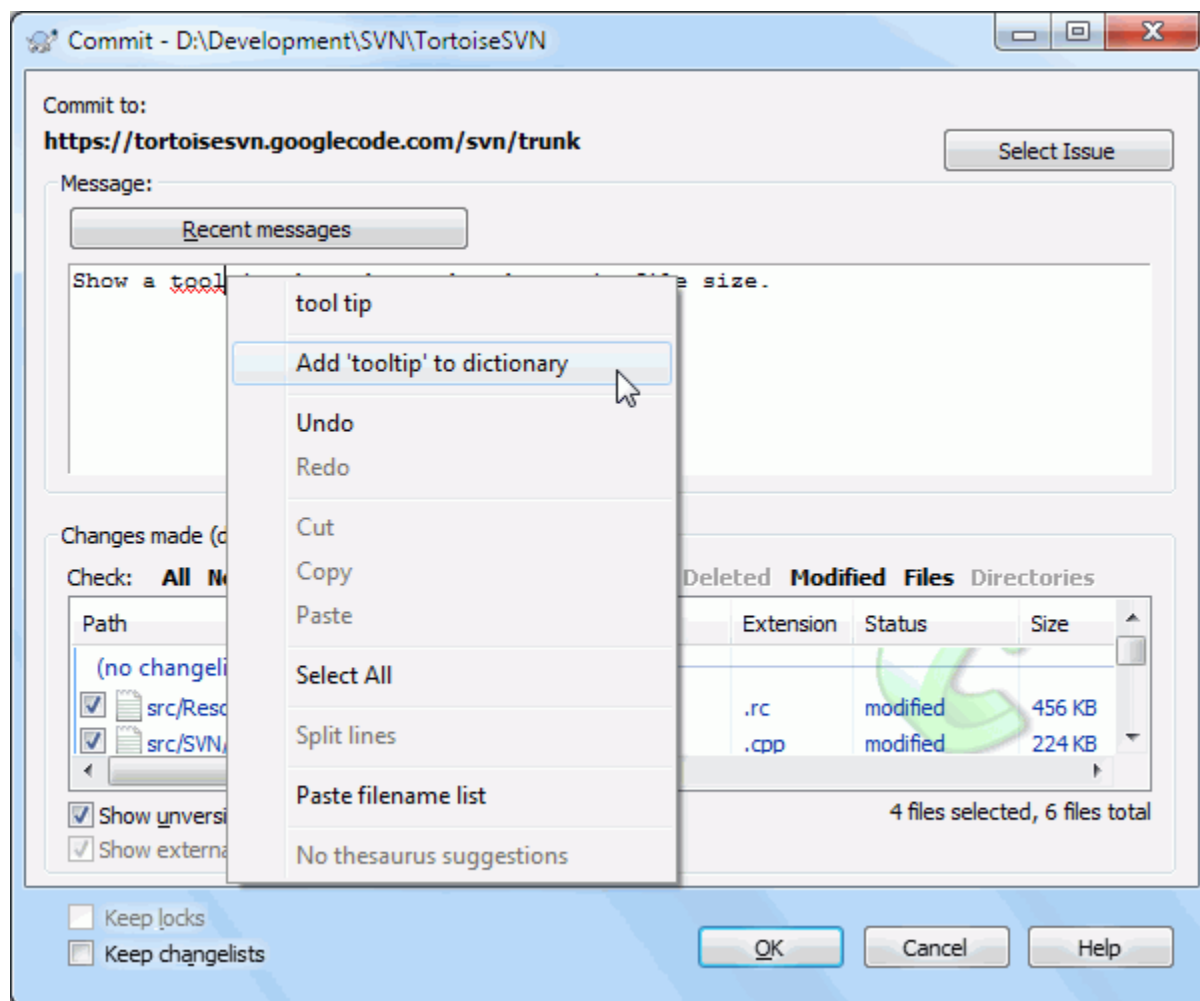 Commit - D:\Development\SVN\TortoiseSVN
Commit to:
https://tortoisesvn.googlecode.com/svn/trunk
Select Issue
Message:
Recent messages
Show a tool size.
tool tip
Add 'tooltip' to dictionary
Undo
Redo
Cut
Copy
Paste
Select All
Split lines
Paste filename list
No thesaurus suggestions
Changes made
Check: All Deleted Modified Files Directories
Path Extension Status Size
(no changeli
src/Reso .rc modified 456 KB
src/SVN/ .cpp modified 224 KB
Show unversi 4 files selected, 6 files total
Show externa
Keep locks
Keep changelists
OK Cancel Help